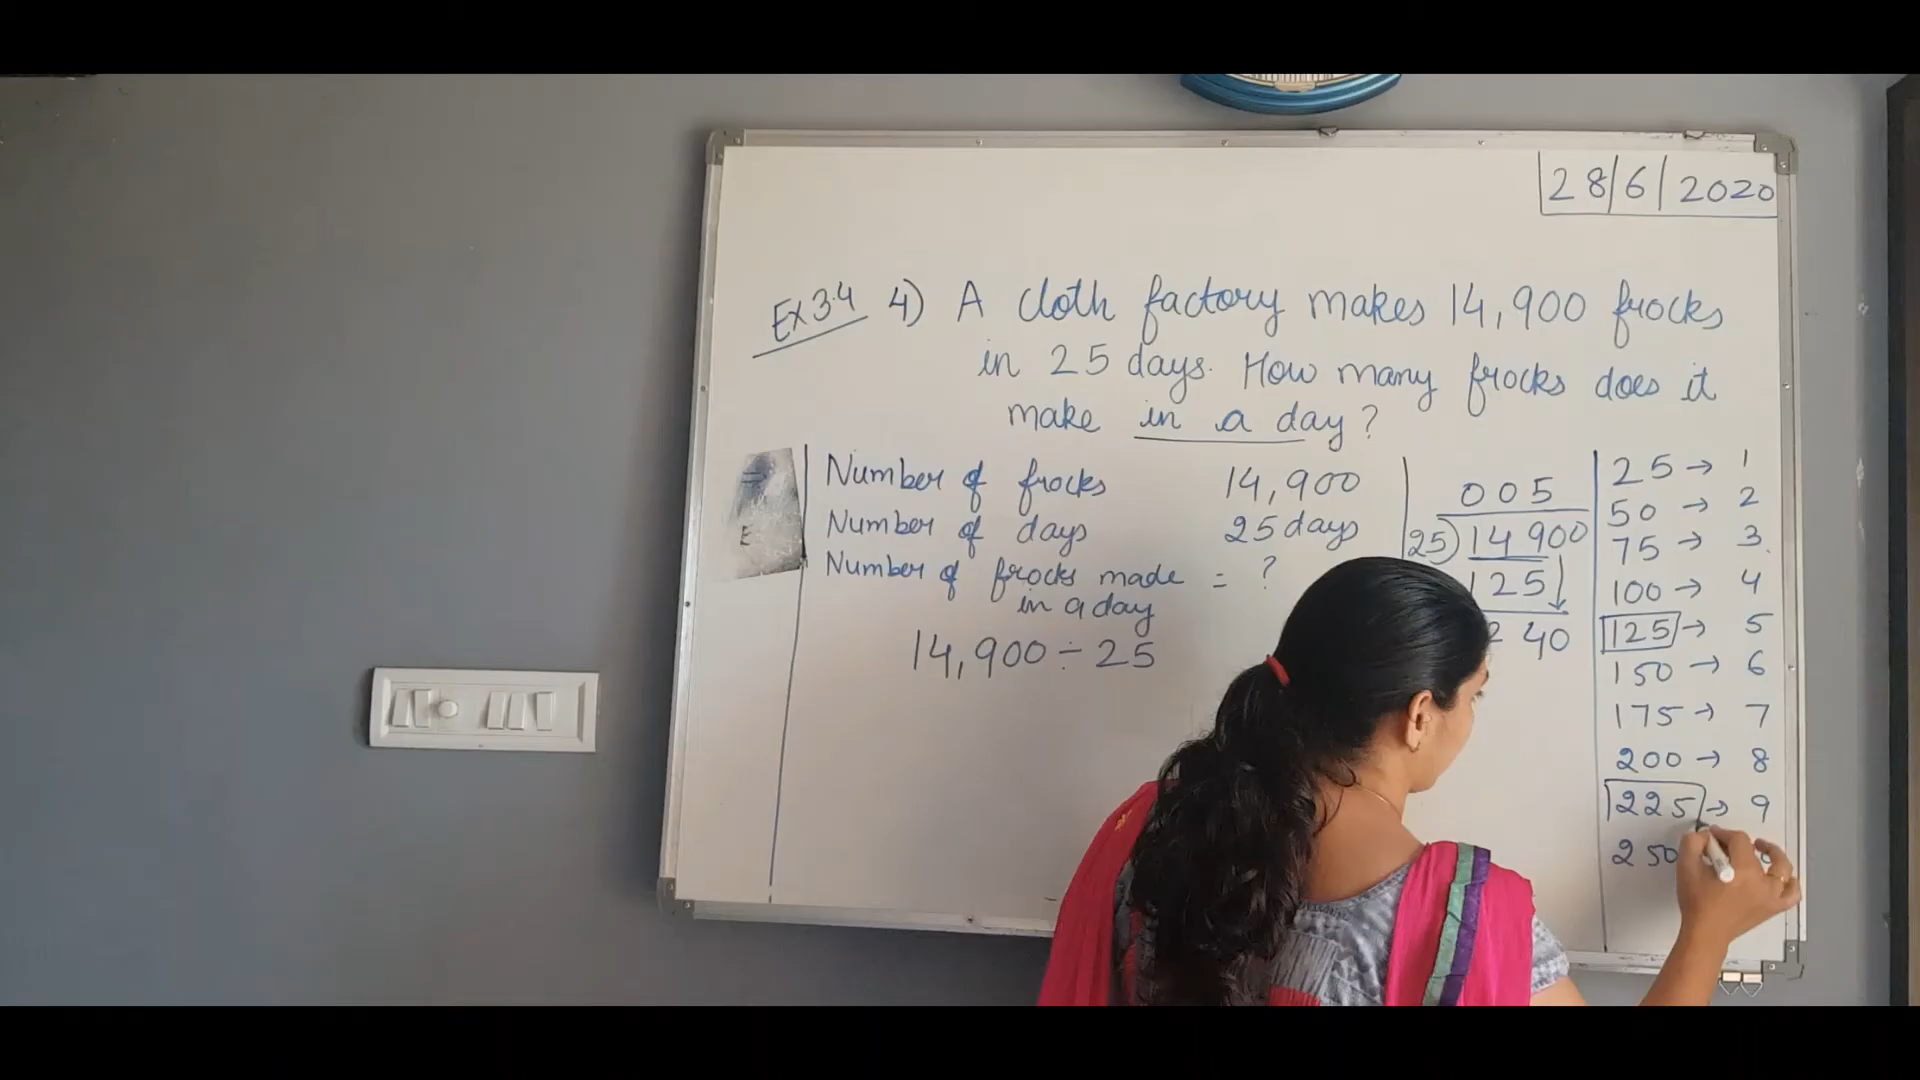 28/6/2020
Ex 3.4 4) A cloth factory makes 14,900 frocks
in 25 days. How many frocks does it
make in a day?
Number of frocks 14,900
Number of days 25 days
Number of frocks made = ?
in a day
14,900 ÷ 25
005
25)14900
125↓
240
25 → 1
50 → 2
75 → 3
100 → 4
125 → 5
150 → 6
175 → 7
200 → 8
225 → 9
250